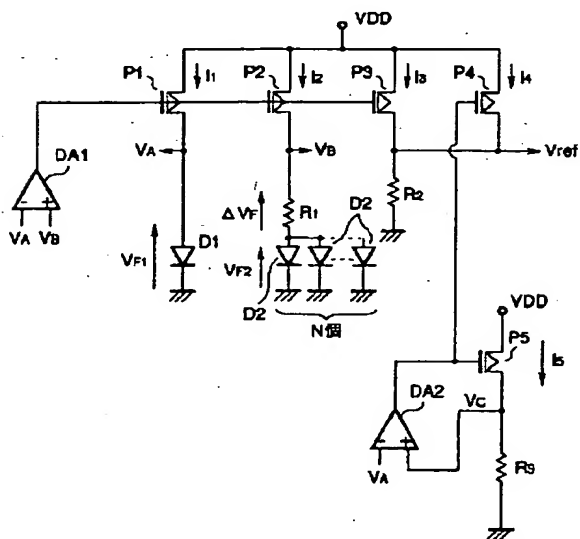 VDD
P1
I1
P2
I2
P3
I3
P4
I4
DA1
VA
VB
Vref
-
+
VA
VB
ΔVF
R1
D2
R2
VF1
D1
VF2
D2
N個
VDD
P5
I5
DA2
VC
-
+
VA
R9